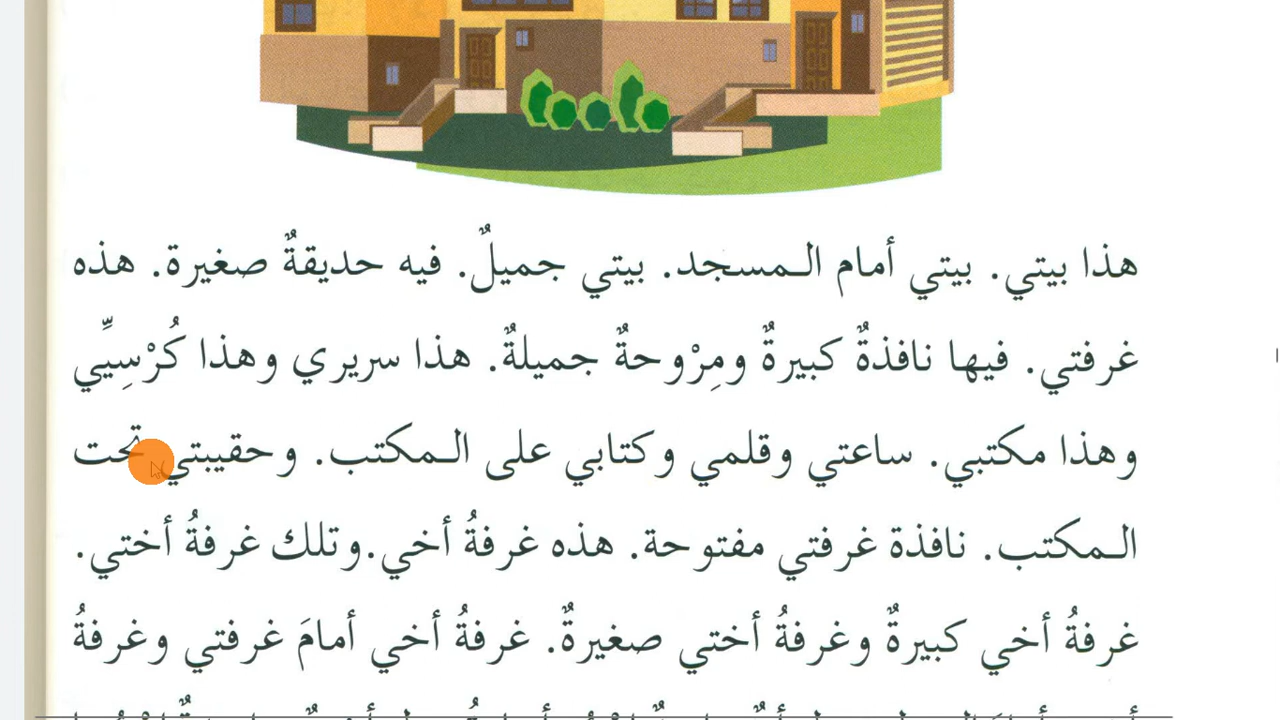 هذا بيتي. بيتي أمام المسجد. بيتي جميلٌ. فيه حديقةٌ صغيرة. هذه
غرفتي. فيها نافذةٌ كبيرةٌ ومِرْوحةٌ جميلةٌ. هذا سريري وهذا كُرْسِيِّي
وهذا مكتبي. ساعتي وقلمي وكتابي على المكتب. وحقيبتي تحت
المكتب. نافذة غرفتي مفتوحة. هذه غرفةُ أخي.وتلك غرفةُ أختي.
غرفةُ أخي كبيرةٌ وغرفةُ أختي صغيرةٌ. غرفةُ أخي أمامَ غرفتي وغرفةُ